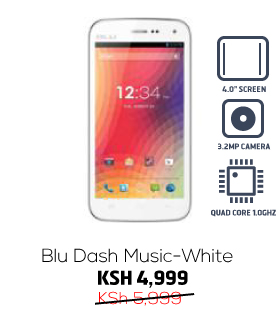 BLU
12:34
4.0" SCREEN
3.2MP CAMERA
QUAD CORE 1.0GHZ
Blu Dash Music-White
KSH 4,999
KSh 5,999